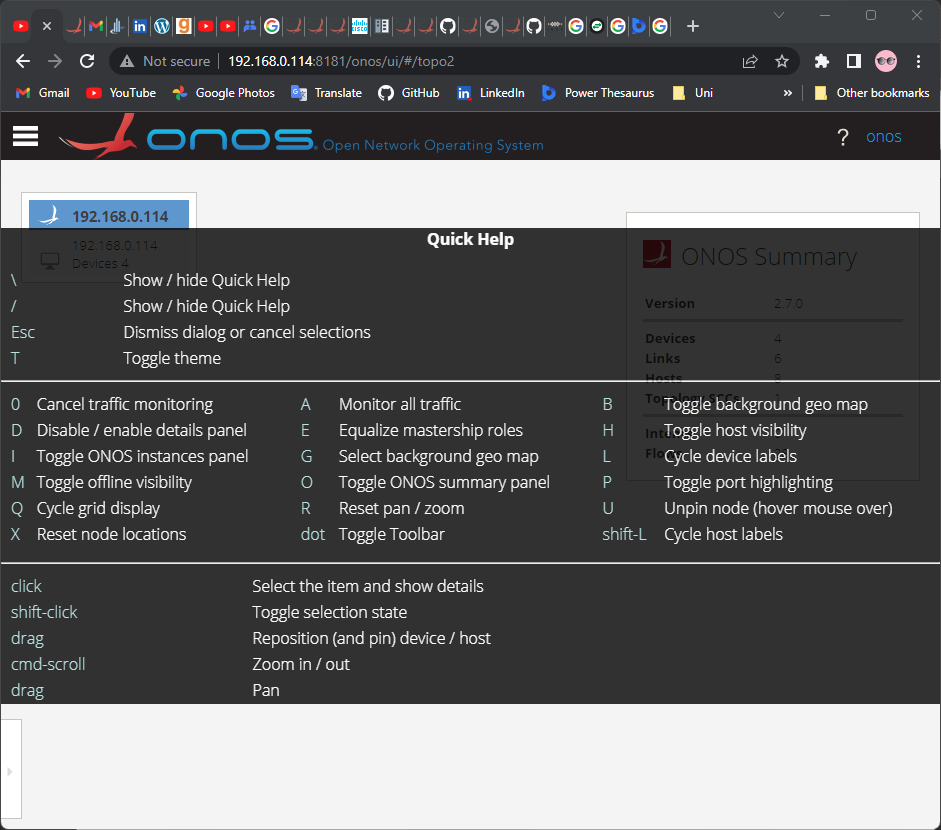 Not secure
192.168.0.114:8181/onos/ui/#/topo2
Gmail YouTube Google Photos Translate GitHub LinkedIn Power Thesaurus Uni » Other bookmarks
onos Open Network Operating System ? onos
192.168.0.114
192.168.0.114
Devices 4
ONOS Summary
Version 2.7.0
Devices 4
Links 6
Hosts 8
Quick Help
\ Show / hide Quick Help
/ Show / hide Quick Help
Esc Dismiss dialog or cancel selections
T Toggle theme
0 Cancel traffic monitoring A Monitor all traffic B Toggle background geo map
D Disable / enable details panel E Equalize mastership roles H Toggle host visibility
I Toggle ONOS instances panel G Select background geo map L Cycle device labels
M Toggle offline visibility O Toggle ONOS summary panel P Toggle port highlighting
Q Cycle grid display R Reset pan / zoom U Unpin node (hover mouse over)
X Reset node locations dot Toggle Toolbar shift-L Cycle host labels
click Select the item and show details
shift-click Toggle selection state
drag Reposition (and pin) device / host
cmd-scroll Zoom in / out
drag Pan